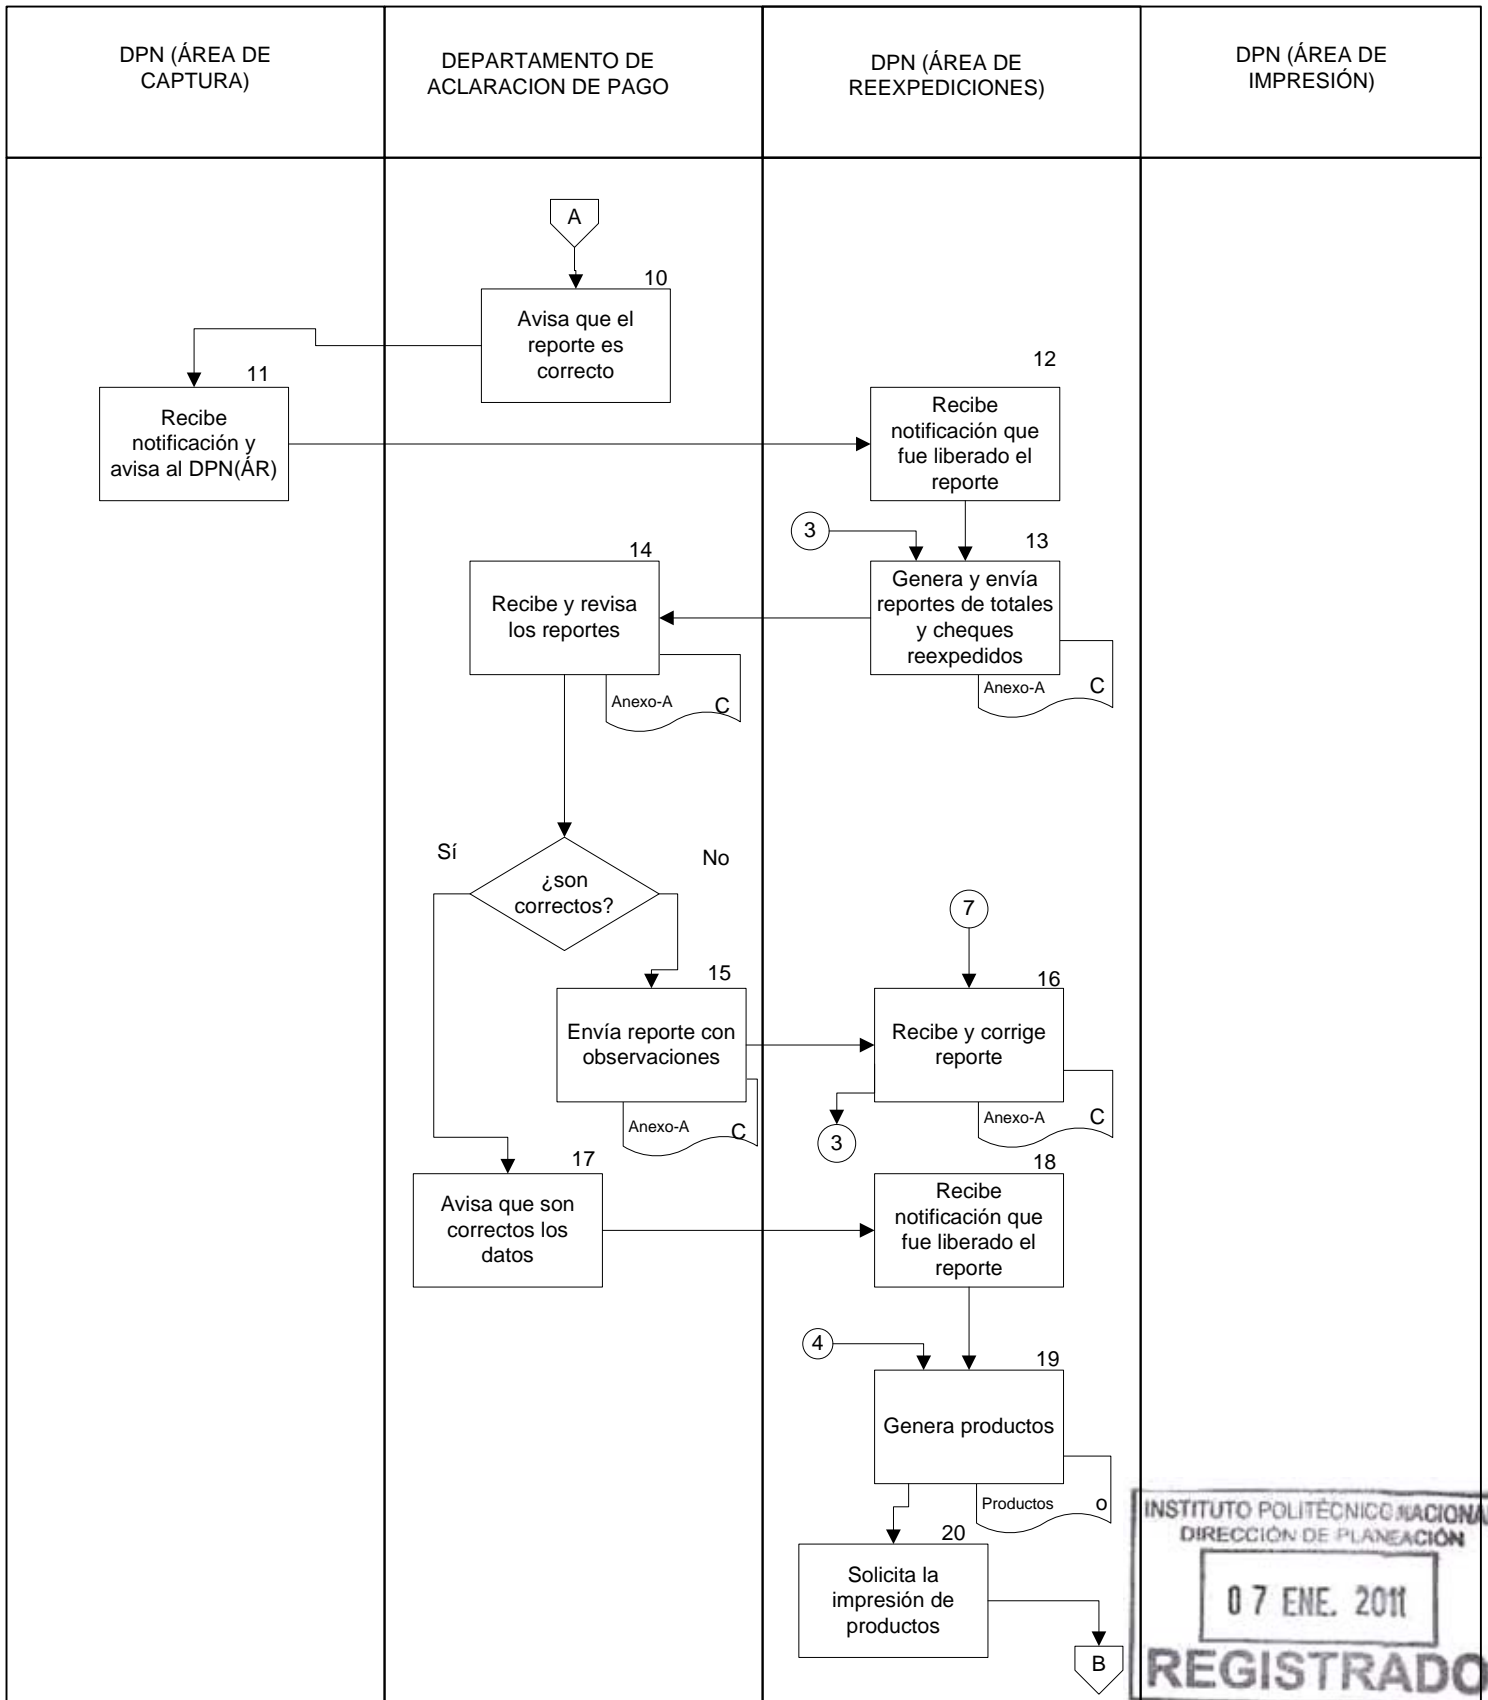 DPN (ÁREA DE
CAPTURA)
DEPARTAMENTO DE
ACLARACION DE PAGO
DPN (ÁREA DE
REEXPEDICIONES)
DPN (ÁREA DE
IMPRESIÓN)
A
10
Avisa que el
reporte es
correcto
11
Recibe
notificación y
avisa al DPN(ÁR)
12
Recibe
notificación que
fue liberado el
reporte
3
13
Genera y envía
reportes de totales
y cheques
reexpedidos
Anexo-A C
14
Recibe y revisa
los reportes
Anexo-A C
Sí
No
¿son
correctos?
15
Envía reporte con
observaciones
Anexo-A C
7
16
Recibe y corrige
reporte
Anexo-A C
3
17
Avisa que son
correctos los
datos
18
Recibe
notificación que
fue liberado el
reporte
4
19
Genera productos
Productos o
20
Solicita la
impresión de
productos
B
INSTITUTO POLITÉCNICO NACIONAL
DIRECCIÓN DE PLANEACIÓN
07 ENE. 2011
REGISTRADO